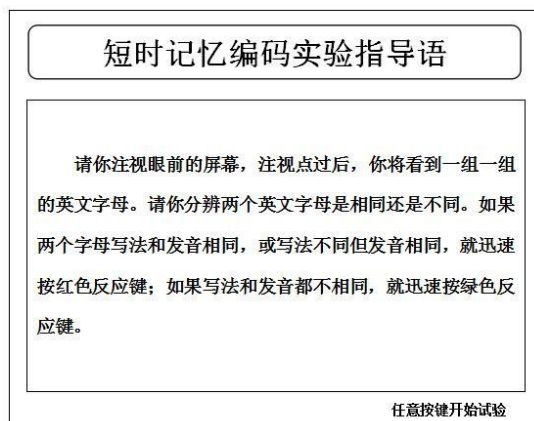 短时记忆编码实验指导语
请你注视眼前的屏幕，注视点过后，你将看到一组一组
的英文字母。请你分辨两个英文字母是相同还是不同。如果
两个字母写法和发音相同，或写法不同但发音相同，就迅速
按红色反应键；如果写法和发音都不相同，就迅速按绿色反
应键。
任意按键开始试验